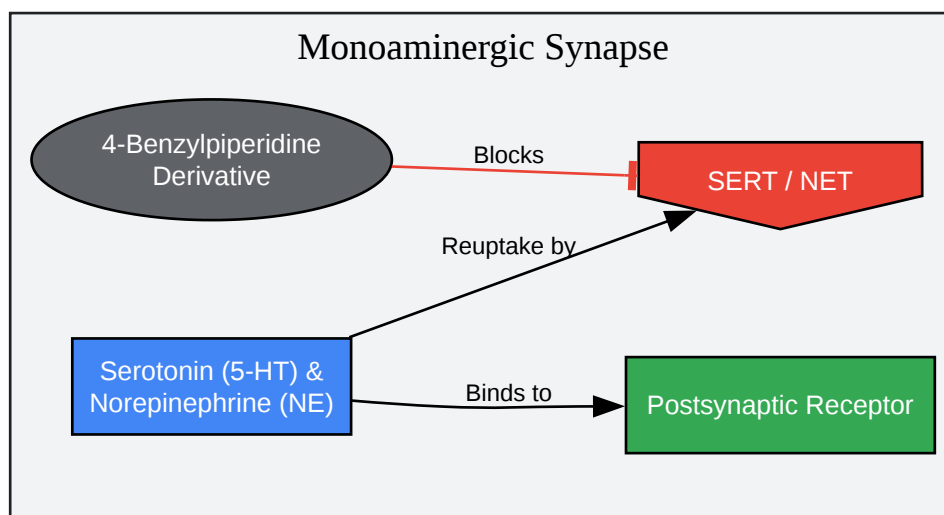 Monoaminergic Synapse
4-Benzylpiperidine
Derivative
Blocks
SERT / NET
Reuptake by
Serotonin (5-HT) &
Norepinephrine (NE)
Binds to
Postsynaptic Receptor